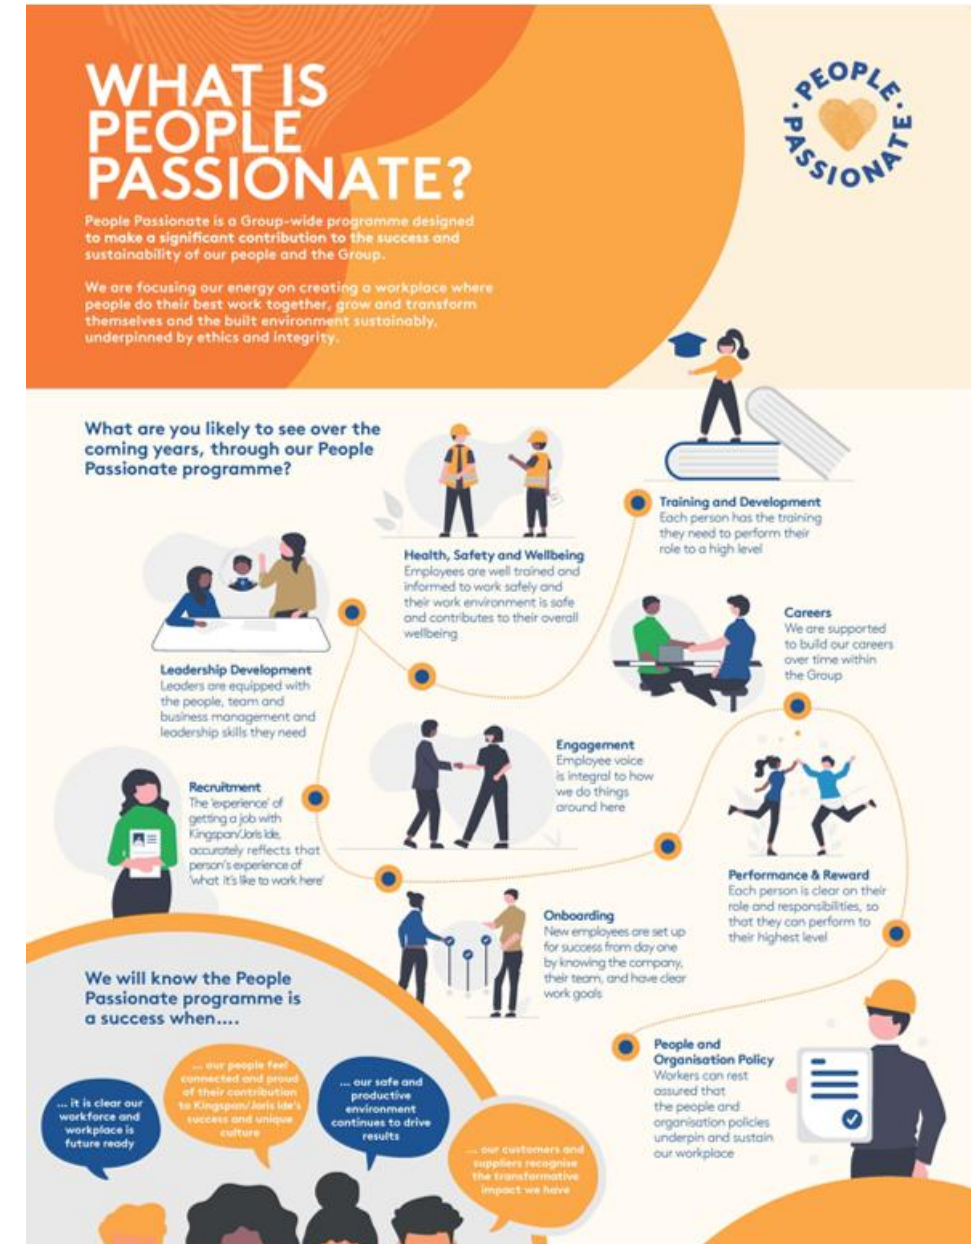 WHAT IS
PEOPLE
PASSIONATE?
People Passionate is a Group-wide programme designed
to make a significant contribution to the success and
sustainability of our people and the Group.
We are focusing our energy on creating a workplace where
people do their best work together, grow and transform
themselves and the built environment sustainably,
underpinned by ethics and integrity.
· PEOPLE ·
PASSIONATE
What are you likely to see over the
coming years, through our People
Passionate programme?
Training and Development
Each person has the training
they need to perform their
role to a high level
Health, Safety and Wellbeing
Employees are well trained and
informed to work safely and
their work environment is safe
and contributes to their overall
wellbeing
Careers
We are supported
to build our careers
over time within
the Group
Leadership Development
Leaders are equipped with
the people, team and
business management and
leadership skills they need
Engagement
Employee voice
is integral to how
we do things
around here
Recruitment
The 'experience' of
getting a job with
Kingspan/Joris Ide,
accurately reflects that
person's experience of
'what it's like to work here'
Performance & Reward
Each person is clear on their
role and responsibilities, so
that they can perform to
their highest level
Onboarding
New employees are set up
for success from day one
by knowing the company,
their team, and have clear
work goals
People and
Organisation Policy
Workers can rest
assured that
the people and
organisation policies
underpin and sustain
our workplace
We will know the People
Passionate programme is
a success when....
... it is clear our
workforce and
workplace is
future ready
... our people feel
connected and proud
of their contribution
to Kingspan/Joris Ide's
success and unique
culture
... our safe and
productive
environment
continues to drive
results
... our customers and
suppliers recognise
the transformative
impact we have